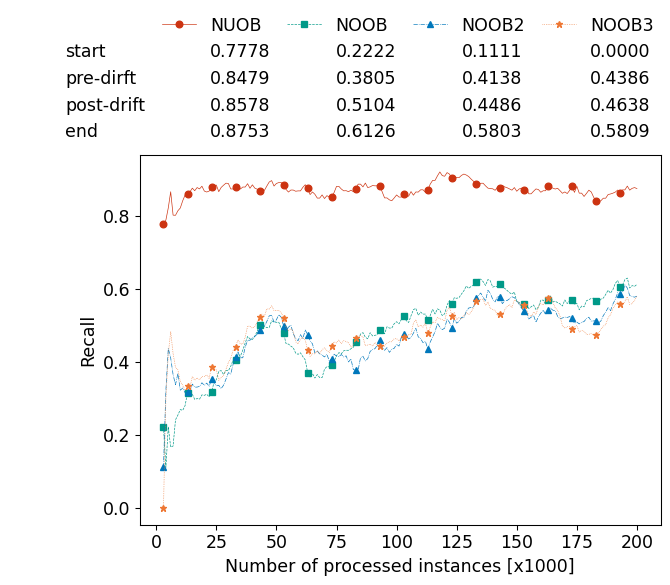 NUOB NOOB NOOB2 NOOB3
start 0.7778 0.2222 0.1111 0.0000
pre-dirft 0.8479 0.3805 0.4138 0.4386
post-drift 0.8578 0.5104 0.4486 0.4638
end 0.8753 0.6126 0.5803 0.5809
0.8
0.6
0.4
0.2
0.0
Recall
0 25 50 75 100 125 150 175 200
Number of processed instances [x1000]